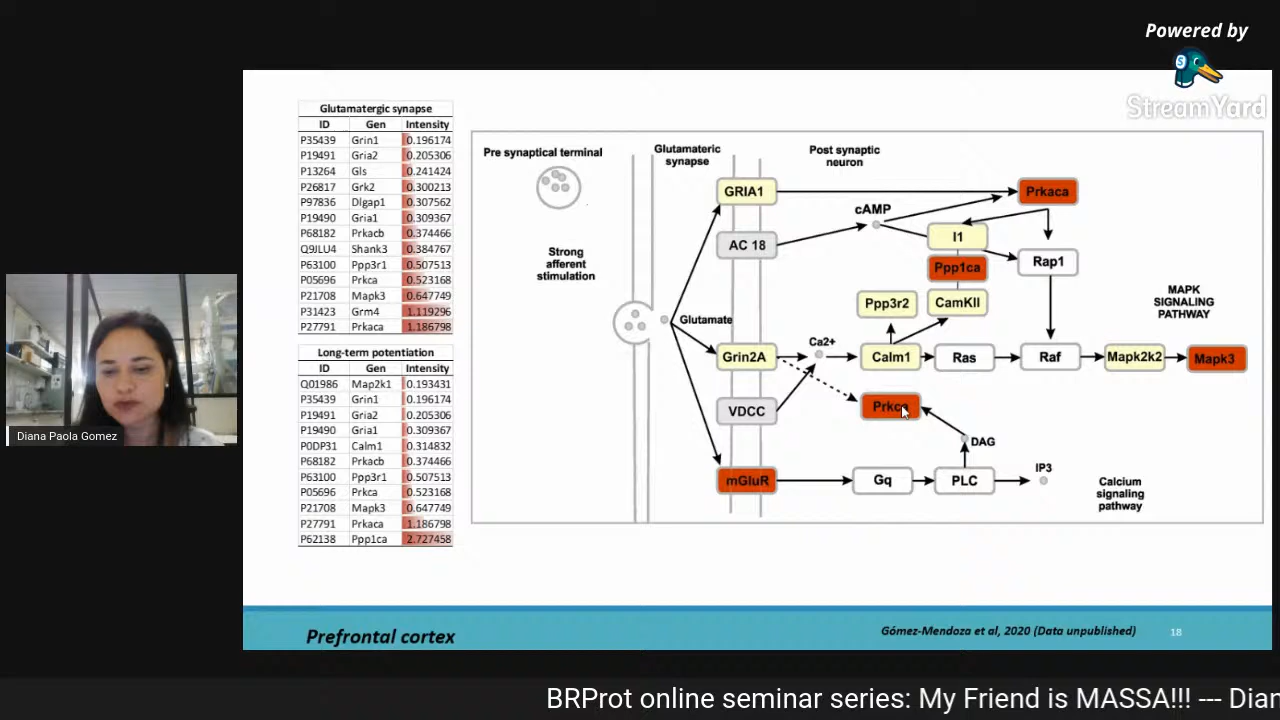 Powered by
StreamYard
Glutamatergic synapse
ID Gen Intensity
P35439 Grin1 0.196174
P19491 Gria2 0.205306
P13264 Gls 0.241424
P26817 Grk2 0.300213
P97836 Dlgap1 0.307562
P19490 Gria1 0.309367
P68182 Prkacb 0.374466
Q9JLU4 Shank3 0.384767
P63100 Ppp3r1 0.507513
P05696 Prkca 0.523168
P21708 Mapk3 0.647749
P31423 Grm4 1.119296
P27791 Prkaca 1.186798
Long-term potentiation
ID Gen Intensity
Q01986 Map2k1 0.193431
P35439 Grin1 0.196174
P19491 Gria2 0.205306
P19490 Gria1 0.309367
P0DP31 Calm1 0.314832
P68182 Prkacb 0.374466
P63100 Ppp3r1 0.507513
P05696 Prkca 0.523168
P21708 Mapk3 0.647749
P27791 Prkaca 1.186798
P62138 Ppp1ca 2.727458
Pre synaptical terminal
Glutamateric
synapse
Post synaptic
neuron
GRIA1
Prkaca
cAMP
AC 18
I1
Strong
afferent
stimulation
Ppp1ca
Rap1
Ppp3r2
CamKII
MAPK
SIGNALING
PATHWAY
Glutamate
Ca2+
Grin2A
Calm1
Ras
Raf
Mapk2k2
Mapk3
VDCC
Prkca
DAG
mGluR
Gq
PLC
IP3
Calcium
signaling
pathway
Diana Paola Gomez
Prefrontal cortex
Gómez-Mendoza et al, 2020 (Data unpublished)
18
BRProt online seminar series: My Friend is MASSA!!! --- Dian